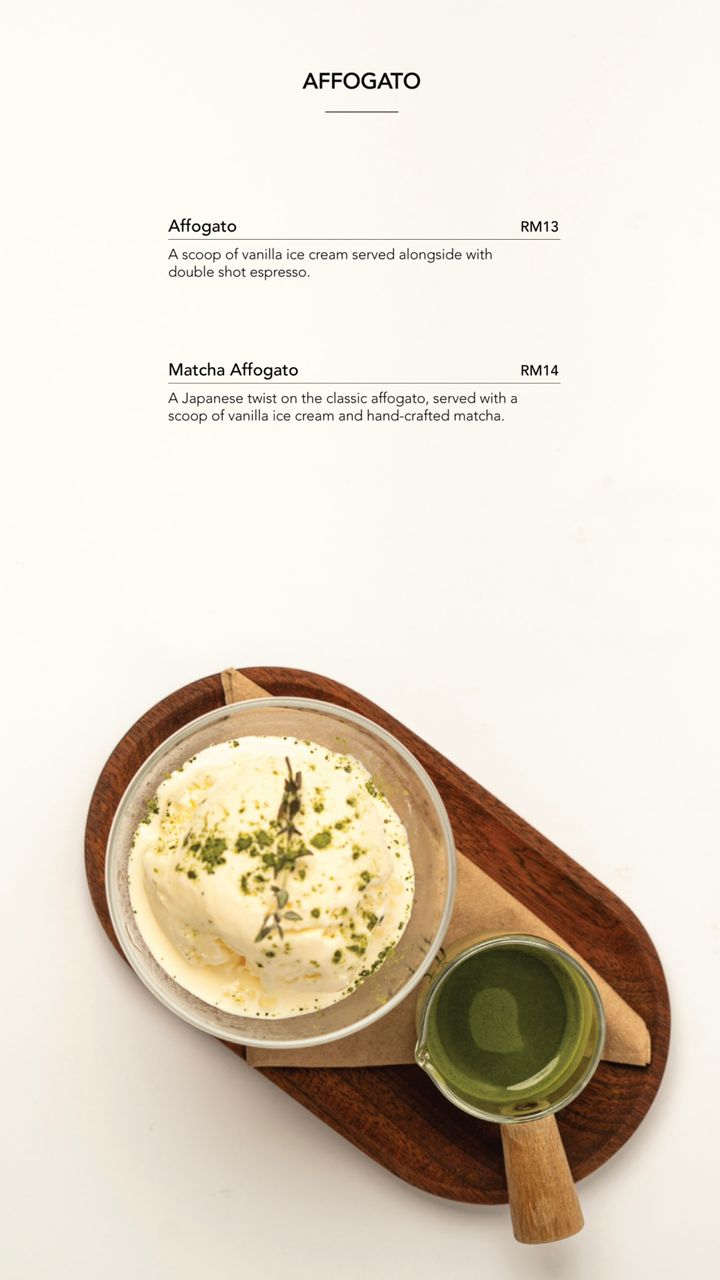 AFFOGATO
Affogato RM13
A scoop of vanilla ice cream served alongside with
double shot espresso.
Matcha Affogato RM14
A Japanese twist on the classic affogato, served with a
scoop of vanilla ice cream and hand-crafted matcha.